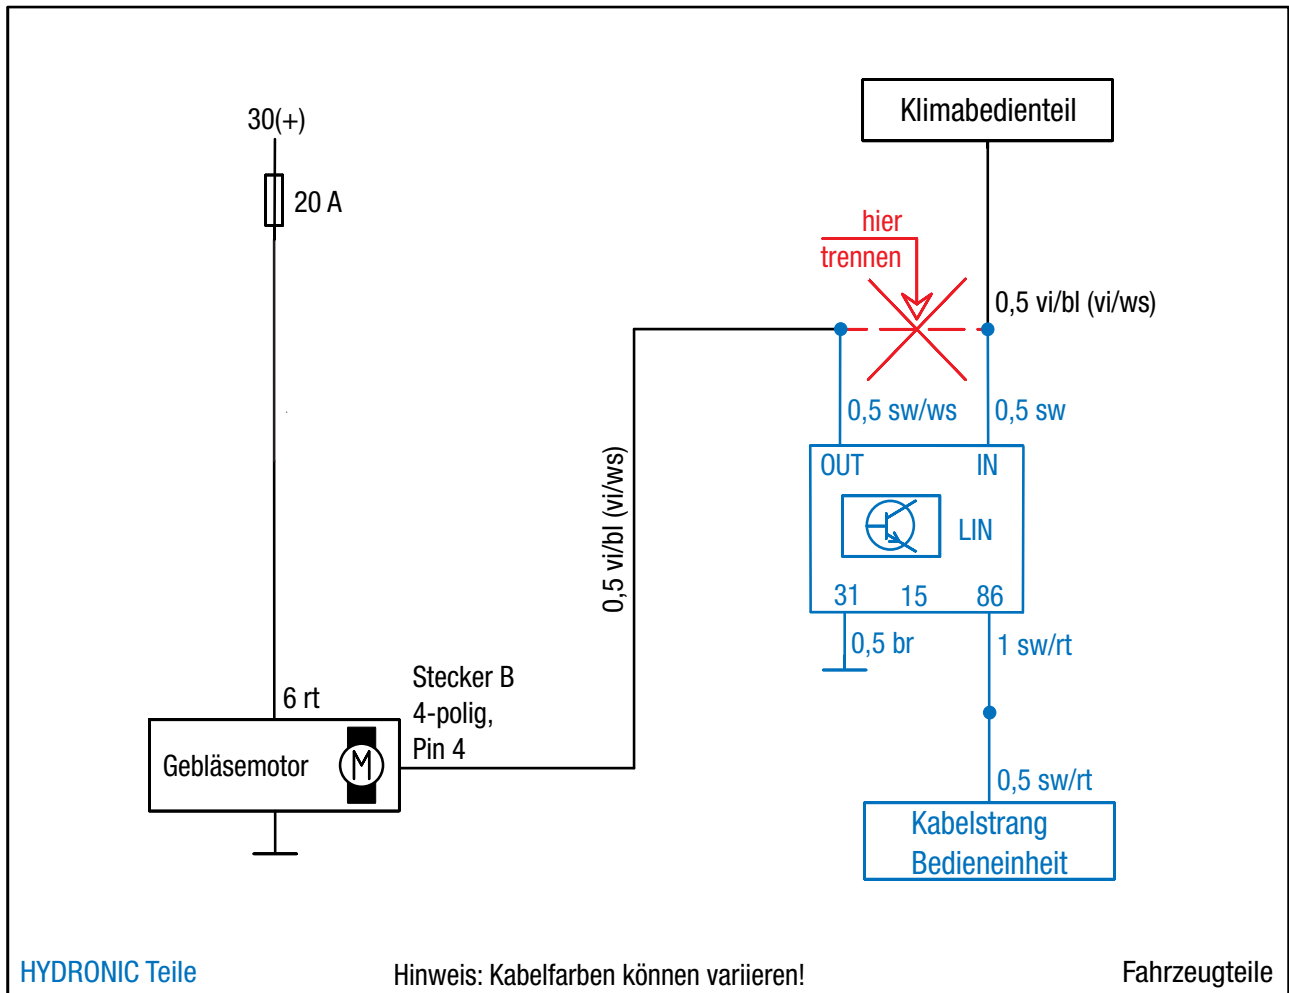 Klimabedienteil
30(+)
20 A
hier
trennen
0,5 vi/bl (vi/ws)
0,5 sw/ws
0,5 sw
OUT
IN
LIN
0,5 vi/bl (vi/ws)
31
15
86
0,5 br
1 sw/rt
Stecker B
4-polig,
Pin 4
6 rt
Gebläsemotor
M
0,5 sw/rt
Kabelstrang
Bedieneinheit
HYDRONIC Teile
Hinweis: Kabelfarben können variieren!
Fahrzeugteile